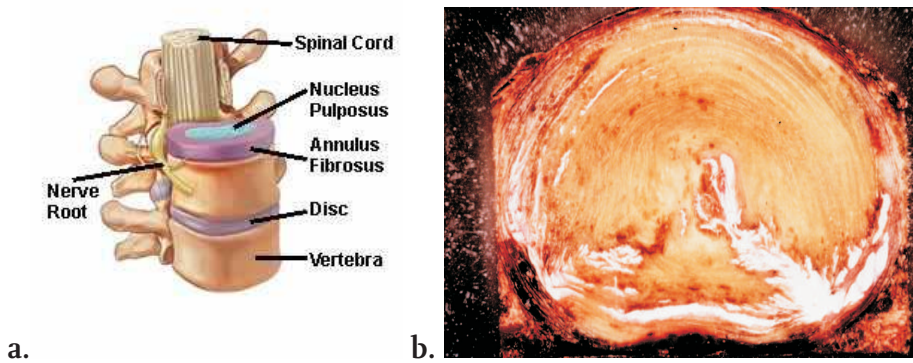 Spinal Cord
Nucleus
Pulposus
Annulus
Fibrosus
Nerve
Root
Disc
Vertebra
a.
b.